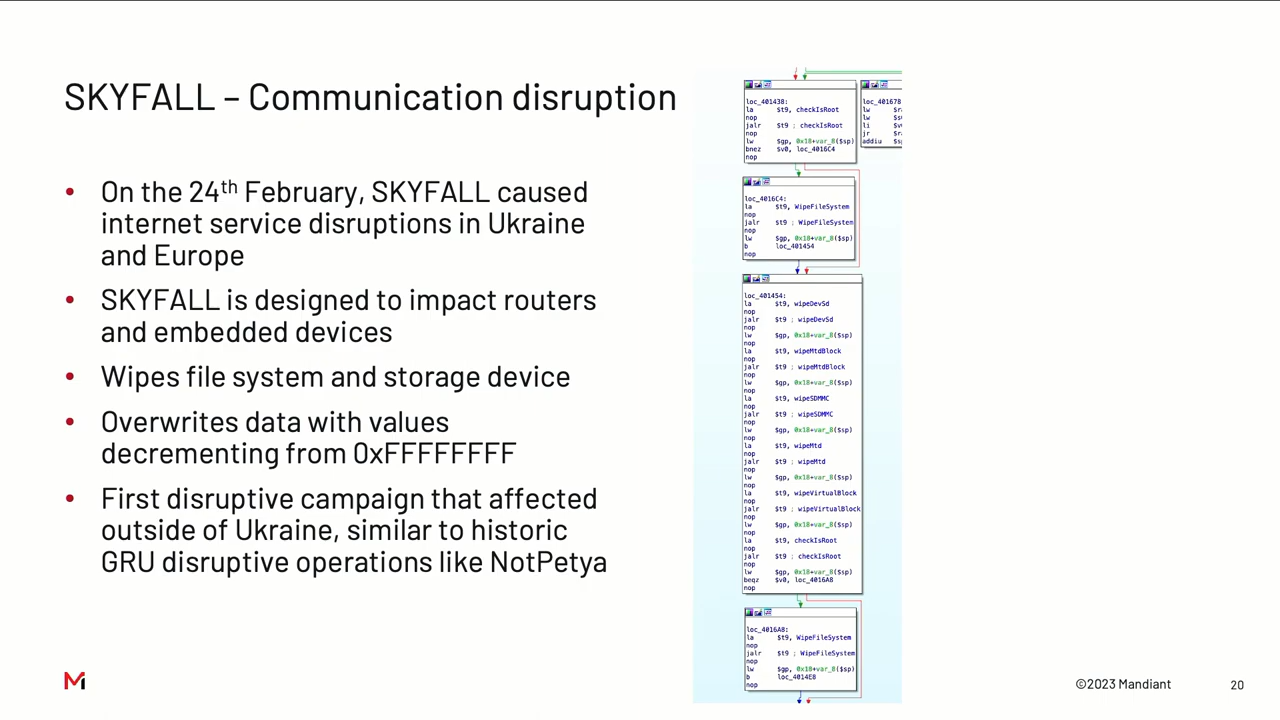 SKYFALL – Communication disruption
• On the 24th February, SKYFALL caused
internet service disruptions in Ukraine
and Europe
• SKYFALL is designed to impact routers
and embedded devices
• Wipes file system and storage device
• Overwrites data with values
decrementing from 0xFFFFFFFF
• First disruptive campaign that affected
outside of Ukraine, similar to historic
GRU disruptive operations like NotPetya
loc_401438:
la $t9, checkIsRoot
nop
jalr $t9 ; checkIsRoot
nop
lw $gp, 0x18+var_8($sp)
bnez $v0, loc_4016C4
nop
loc_401678
lw $r
lw $s
li $v
jr $r
addiu $s
loc_4016C4:
la $t9, WipeFileSystem
nop
jalr $t9 ; WipeFileSystem
nop
lw $gp, 0x18+var_8($sp)
b loc_401454
nop
loc_401454:
la $t9, wipeDevSd
nop
jalr $t9 ; wipeDevSd
nop
lw $gp, 0x18+var_8($sp)
nop
la $t9, wipeMtdBlock
nop
jalr $t9 ; wipeMtdBlock
nop
lw $gp, 0x18+var_8($sp)
nop
la $t9, wipeSDMMC
nop
jalr $t9 ; wipeSDMMC
nop
lw $gp, 0x18+var_8($sp)
nop
la $t9, wipeMtd
nop
jalr $t9 ; wipeMtd
nop
lw $gp, 0x18+var_8($sp)
nop
la $t9, wipeVirtualBlock
nop
jalr $t9 ; wipeVirtualBlock
nop
lw $gp, 0x18+var_8($sp)
nop
la $t9, checkIsRoot
nop
jalr $t9 ; checkIsRoot
nop
lw $gp, 0x18+var_8($sp)
beqz $v0, loc_4016A8
nop
loc_4016A8:
la $t9, WipeFileSystem
nop
jalr $t9 ; WipeFileSystem
nop
lw $gp, 0x18+var_8($sp)
b loc_4014E8
nop
M
©2023 Mandiant
20